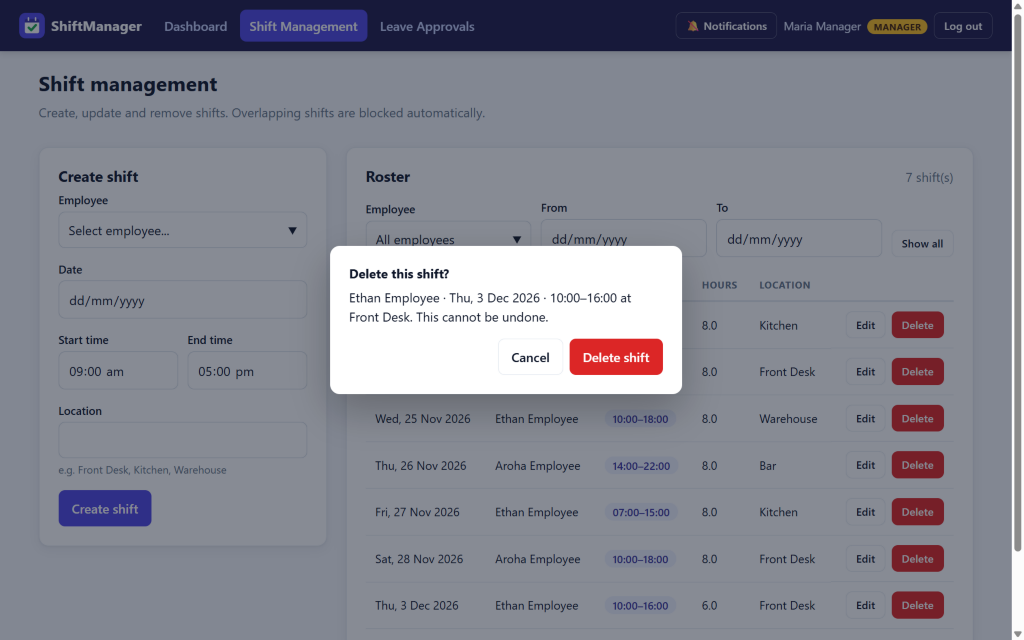 ShiftManager Dashboard Shift Management Leave Approvals Notifications Maria Manager MANAGER Log out
Shift management
Create, update and remove shifts. Overlapping shifts are blocked automatically.
Create shift
Employee
Select employee...
Date
dd/mm/yyyy
Start time End time
09:00 am 05:00 pm
Location
e.g. Front Desk, Kitchen, Warehouse
Create shift
Roster 7 shift(s)
Employee From To
All employees dd/mm/yyyy dd/mm/yyyy Show all
HOURS LOCATION
8.0 Kitchen Edit Delete
8.0 Front Desk Edit Delete
Wed, 25 Nov 2026 Ethan Employee 10:00–18:00 8.0 Warehouse Edit Delete
Thu, 26 Nov 2026 Aroha Employee 14:00–22:00 8.0 Bar Edit Delete
Fri, 27 Nov 2026 Ethan Employee 07:00–15:00 8.0 Kitchen Edit Delete
Sat, 28 Nov 2026 Aroha Employee 10:00–18:00 8.0 Front Desk Edit Delete
Thu, 3 Dec 2026 Ethan Employee 10:00–16:00 6.0 Front Desk Edit Delete
Delete this shift?
Ethan Employee · Thu, 3 Dec 2026 · 10:00–16:00 at
Front Desk. This cannot be undone.
Cancel Delete shift